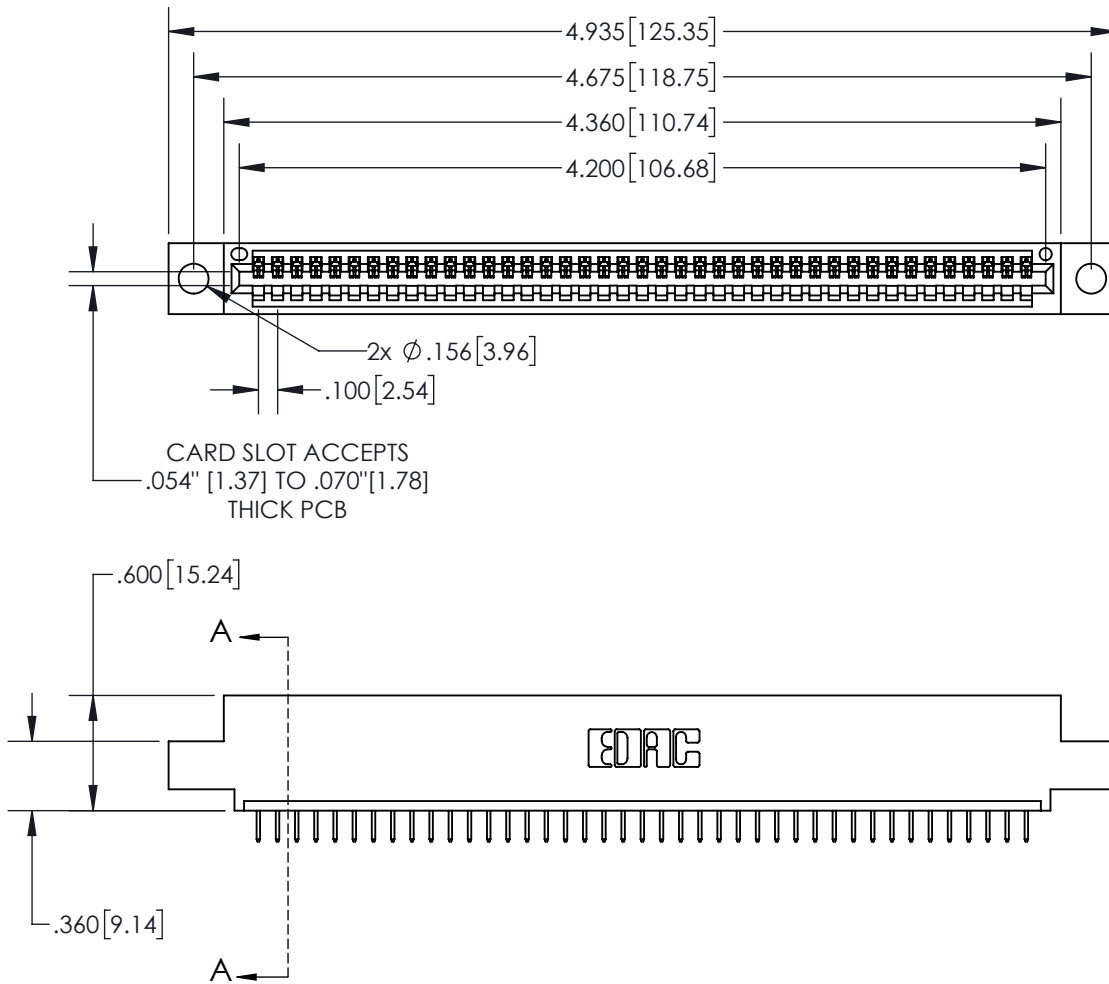 4.935[125.35]
4.675[118.75]
4.360[110.74]
4.200[106.68]
2x Ø .156[3.96]
.100[2.54]
CARD SLOT ACCEPTS
.054" [1.37] TO .070"[1.78]
THICK PCB
.600[15.24]
A
EDAC
.360[9.14]
A